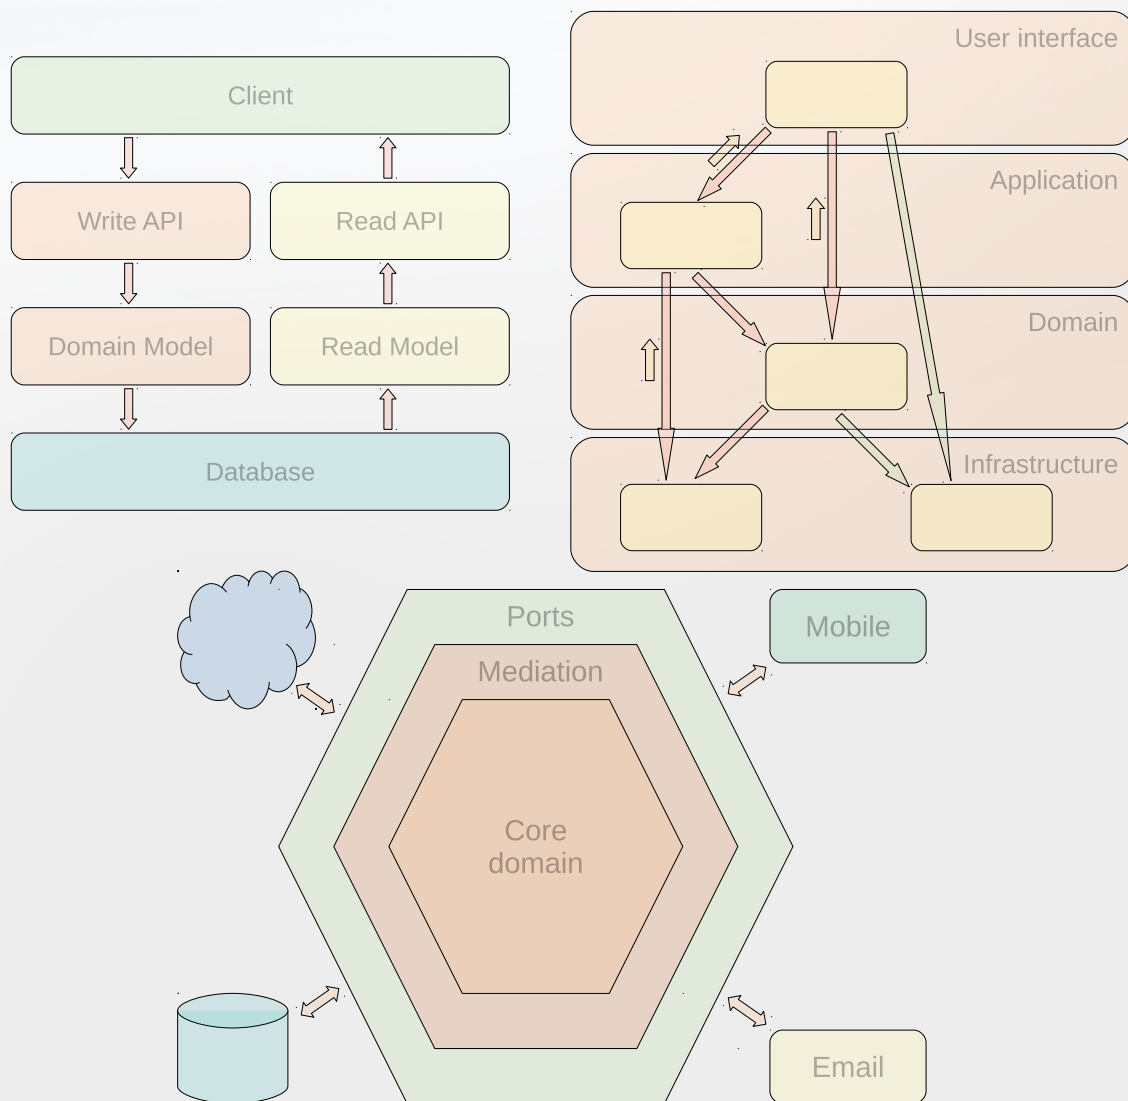 Client
Write API
Read API
Domain Model
Read Model
Database
User interface
Application
Domain
Infrastructure
Ports
Mediation
Core
domain
Mobile
Email